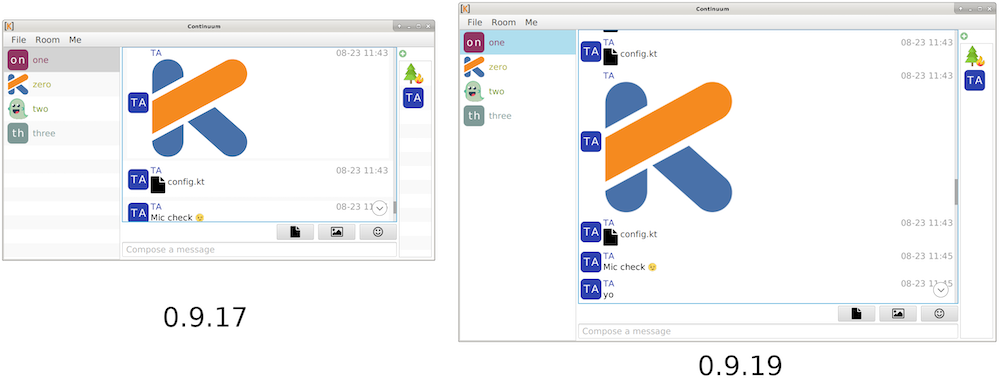 Continuum
File Room Me
on one
zero
two
th three
TA
08-23 11:43
TA
TA
08-23 11:43
TA
config.kt
TA
08-23 11
TA
Mic check
Compose a message
TA
0.9.17
Continuum
File Room Me
on one
zero
two
th three
TA
08-23 11:43
TA
config.kt
TA
08-23 11:43
TA
TA
08-23 11:43
TA
config.kt
TA
08-23 11:45
TA
Mic check
TA
08-23 11:45
TA
yo
Compose a message
TA
0.9.19